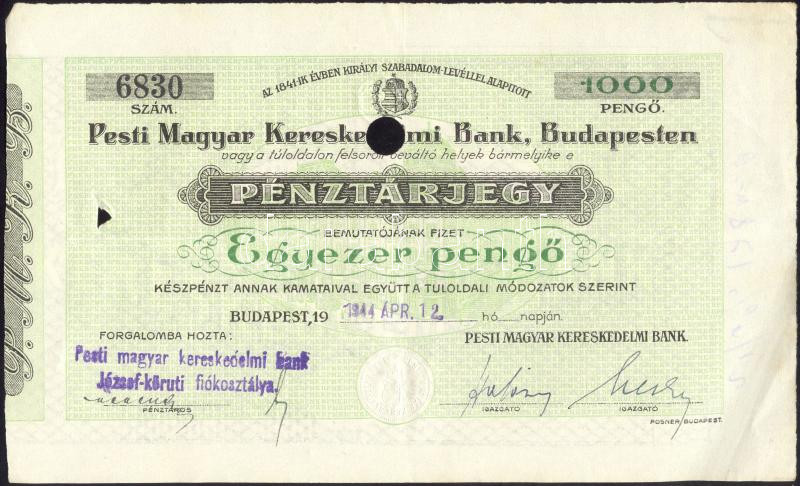 AZ 1841-IK ÉVBEN KIRÁLYI SZABADALOM-LEVÉLLEL ALAPITOTT
6830
SZÁM.
1000
PENGŐ.
Pesti Magyar Kereskedelmi Bank, Budapesten
vagy a túloldalon felsorolt beváltó helyek bármelyike e
PÉNZTÁRJEGY
BEMUTATÓJÁNAK FIZET
Egyezer pengő
KÉSZPÉNZT ANNAK KAMATAIVAL EGYÜTT A TULOLDALI MÓDOZATOK SZERINT
BUDAPEST, 19 1944 ÁPR. 12. hó napján.
FORGALOMBA HOZTA:
PESTI MAGYAR KERESKEDELMI BANK.
Pesti magyar kereskedelmi bank
József-körúti fiókosztálya.
PÉNZTÁROS
IGAZGATÓ
IGAZGATÓ
POSNER, BUDAPEST.
P. M. K. B.